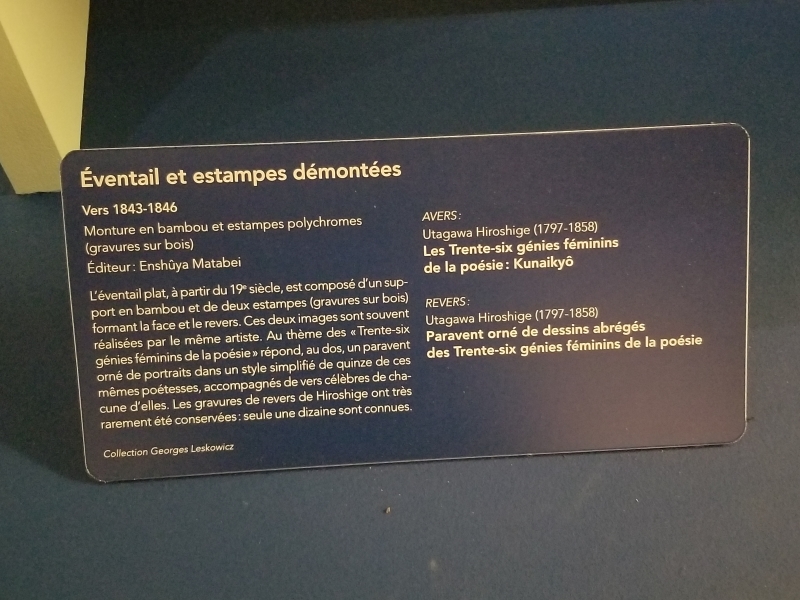 Éventail et estampes démontées
Vers 1843-1846
Monture en bambou et estampes polychromes
(gravures sur bois)
Éditeur : Enshûya Matabei
L'éventail plat, à partir du 19e siècle, est composé d'un sup-
port en bambou et de deux estampes (gravures sur bois)
formant la face et le revers. Ces deux images sont souvent
réalisées par le même artiste. Au thème des « Trente-six
génies féminins de la poésie » répond, au dos, un paravent
orné de portraits dans un style simplifié de quinze de ces
mêmes poétesses, accompagnés de vers célèbres de cha-
cune d'elles. Les gravures de revers de Hiroshige ont très
rarement été conservées : seule une dizaine sont connues.
Collection Georges Leskowicz
AVERS :
Utagawa Hiroshige (1797-1858)
Les Trente-six génies féminins
de la poésie : Kunaikyô
REVERS :
Utagawa Hiroshige (1797-1858)
Paravent orné de dessins abrégés
des Trente-six génies féminins de la poésie